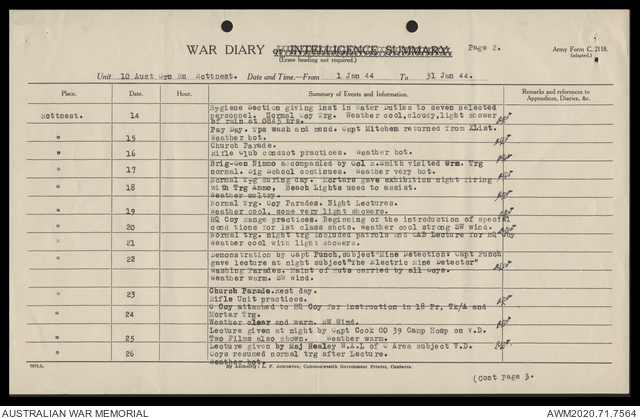 WAR DIARY or INTELLIGENCE SUMMARY. Page 2.
(Erase heading not required.)
Army Form C. 2118.
(adapted.)
Unit 10 Aust Grn Bn Rottnest. Date and Time.—From 1 Jan 44 To 31 Jan 44.
Place. Date. Hour. Summary of Events and Information. Remarks and references to Appendices, Diaries, &c.
Rottnest. 14 Hygiene Section giving inst in Water Duties to seven selected
personnel. Normal Coy Trg. Weather cool, cloudy, light shower
of rain at 0845 hrs.
" 15 Pay Day. Tps wash and mend. Capt Mitchem returned from XList.
Weather hot.
" 16 Church Parade.
Rifle Club conduct practices. Weather hot.
" 17 Brig-Gen Nimmo accompanied by Col R.Smith visited Grn. Trg
normal. Sig School continues. Weather very hot.
" 18 Normal Trg during day. Mortars gave exhibition night firing
with Trg Ammo, Beach Lights used to assist.
Weather sultry.
" 19 Normal Trg. Coy Parades. Night Lectures.
Weather cool, some very light showers.
" 20 HQ Coy Range practices. Beginning of the introduction of special
conditions for 1st class shots. Weather cool strong SW wind.
" 21 Normal trg. night trg included patrols and GAS Lecture for HQ Coy
Weather cool with light showers.
" 22 Demonstration by Capt Punch, subject "Mine Detection. Capt Punch
gave lecture at night subject "the Electric Mine Detector"
Washing Parades. Maint of huts carried by all Coys.
Weather warm. SW wind.
" 23 Church Parade. Rest day.
Rifle Unit practices.
" 24 C Coy attached to HQ Coy for instruction in 18 Pr, Tk/A and
Mortar Trg.
Weather clear and warm. SW Wind.
" 25 Lecture given at night by Capt Cook CO 39 Camp Hosp on V.D.
Two Films also shown. Weather warm.
" 26 Lecture given by Maj Healey W.A.L of C Area subject V.D.
Coys resumed normal trg after Lecture.
Weather hot.
By Authority: L. F. Johnston, Commonwealth Government Printer, Canberra.
(Cont Page 3.
AUSTRALIAN WAR MEMORIAL
AWM2020.71.7564